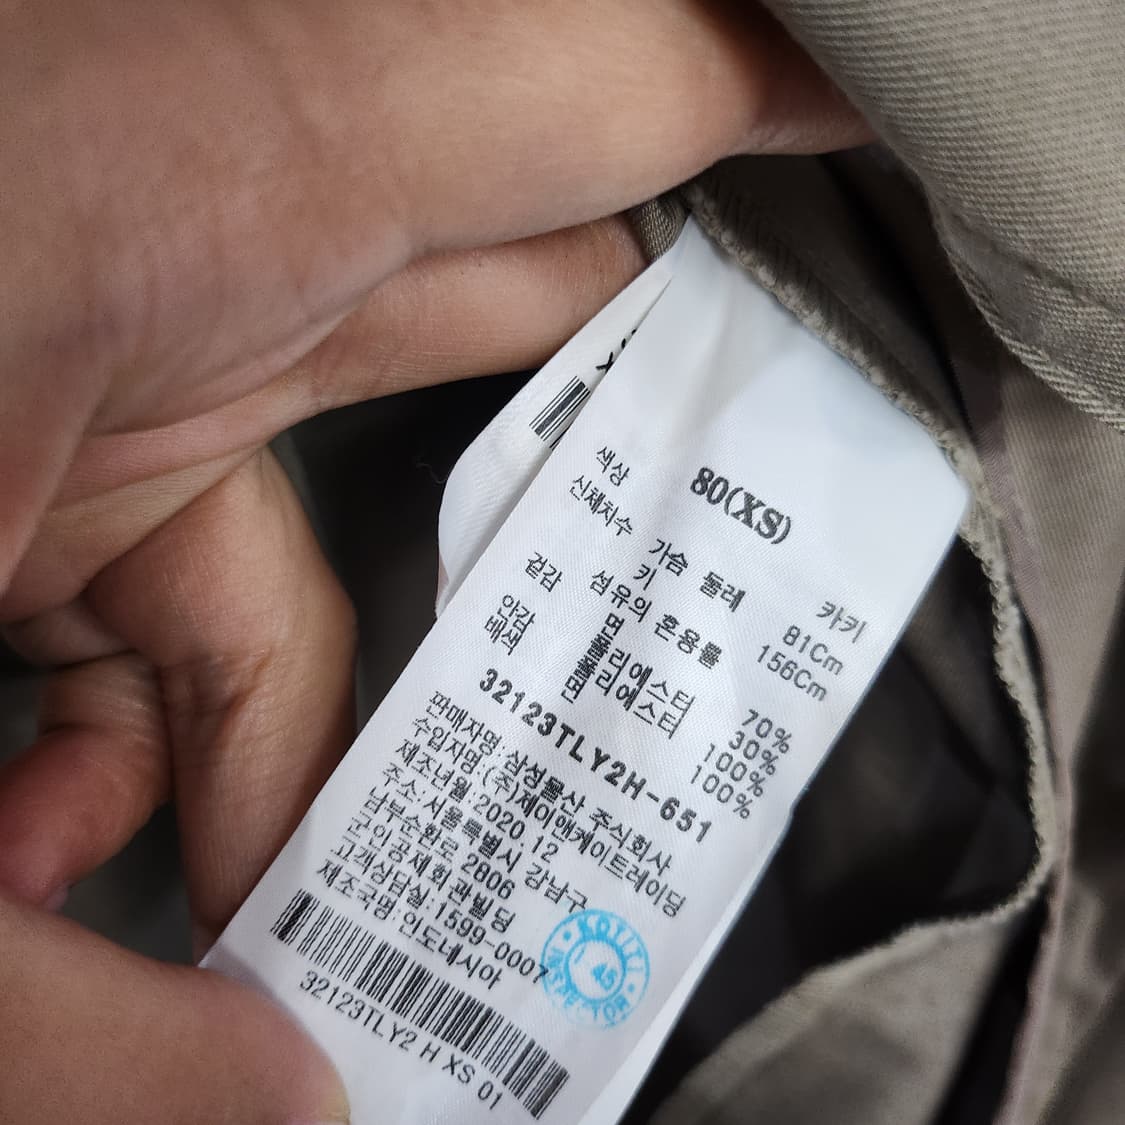 80(XS)
색상 카키
신체치수 가슴 둘레 81Cm
키 156Cm
섬유의 혼용률
겉감 면 70%
폴리에스터 30%
안감 폴리에스터 100%
배색 면 100%
32123TLY2H-651
판매자명:삼성물산 주식회사
수입자명:(주)제이앤케이트레이딩
제조년월:2020.12
주소:서울특별시 강남구
남부순환로 2806
군인공제회관빌딩
고객상담실:1599-0007
제조국명:인도네시아
KOTITI
INSPECTOR
45
32123TLY2 H XS 01